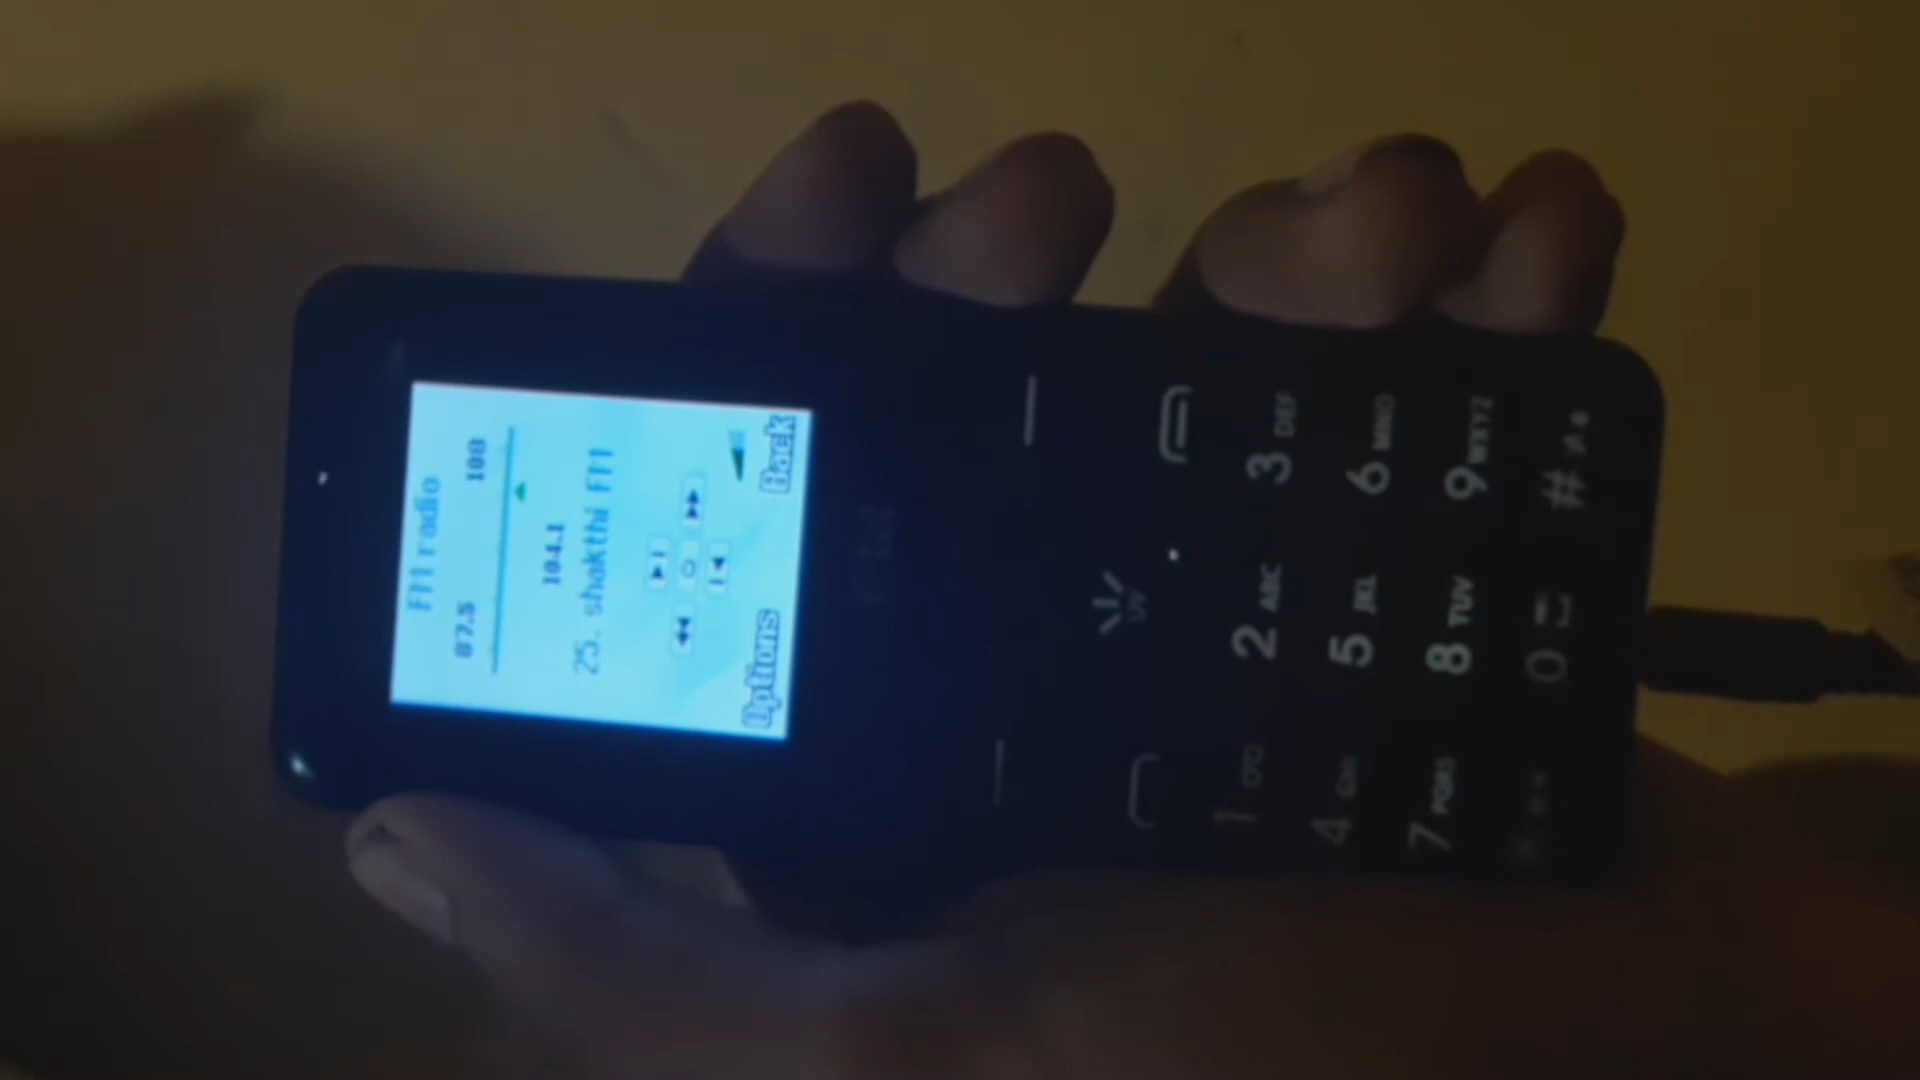 FM radio
87.5 108
104.1
25. shakthi FM
Options Back
1
2 ABC
3 DEF
4 GHI
5 JKL
6 MNO
7 PQRS
8 TUV
9 WXYZ
0
#